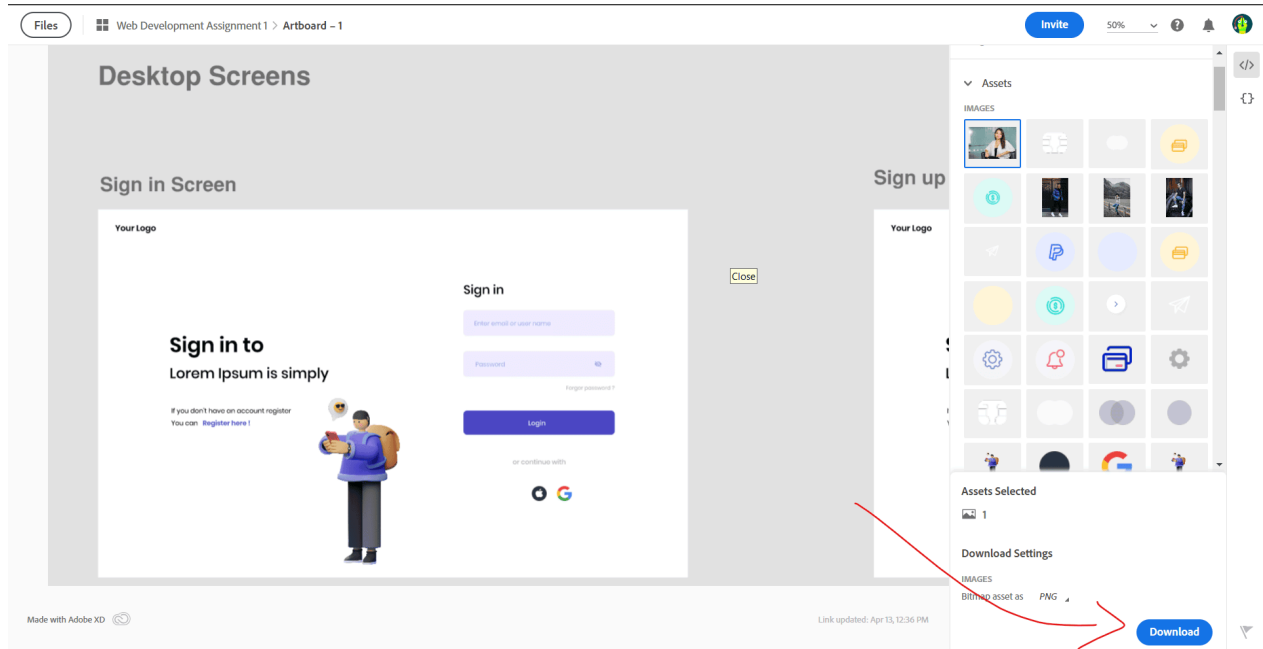 Files
Web Development Assignment 1 > Artboard – 1
Invite
50%
Desktop Screens
Sign in Screen
Sign up
Your Logo
Your Logo
Close
Sign in
Enter email or user name
Sign in to
Lorem Ipsum is simply
Password
Forgor password ?
If you don't have an account register
You can Register here !
Login
or continue with
Made with Adobe XD
Link updated: Apr 13, 12:36 PM
Assets
IMAGES
Assets Selected
1
Download Settings
IMAGES
Bitmap asset as PNG
Download